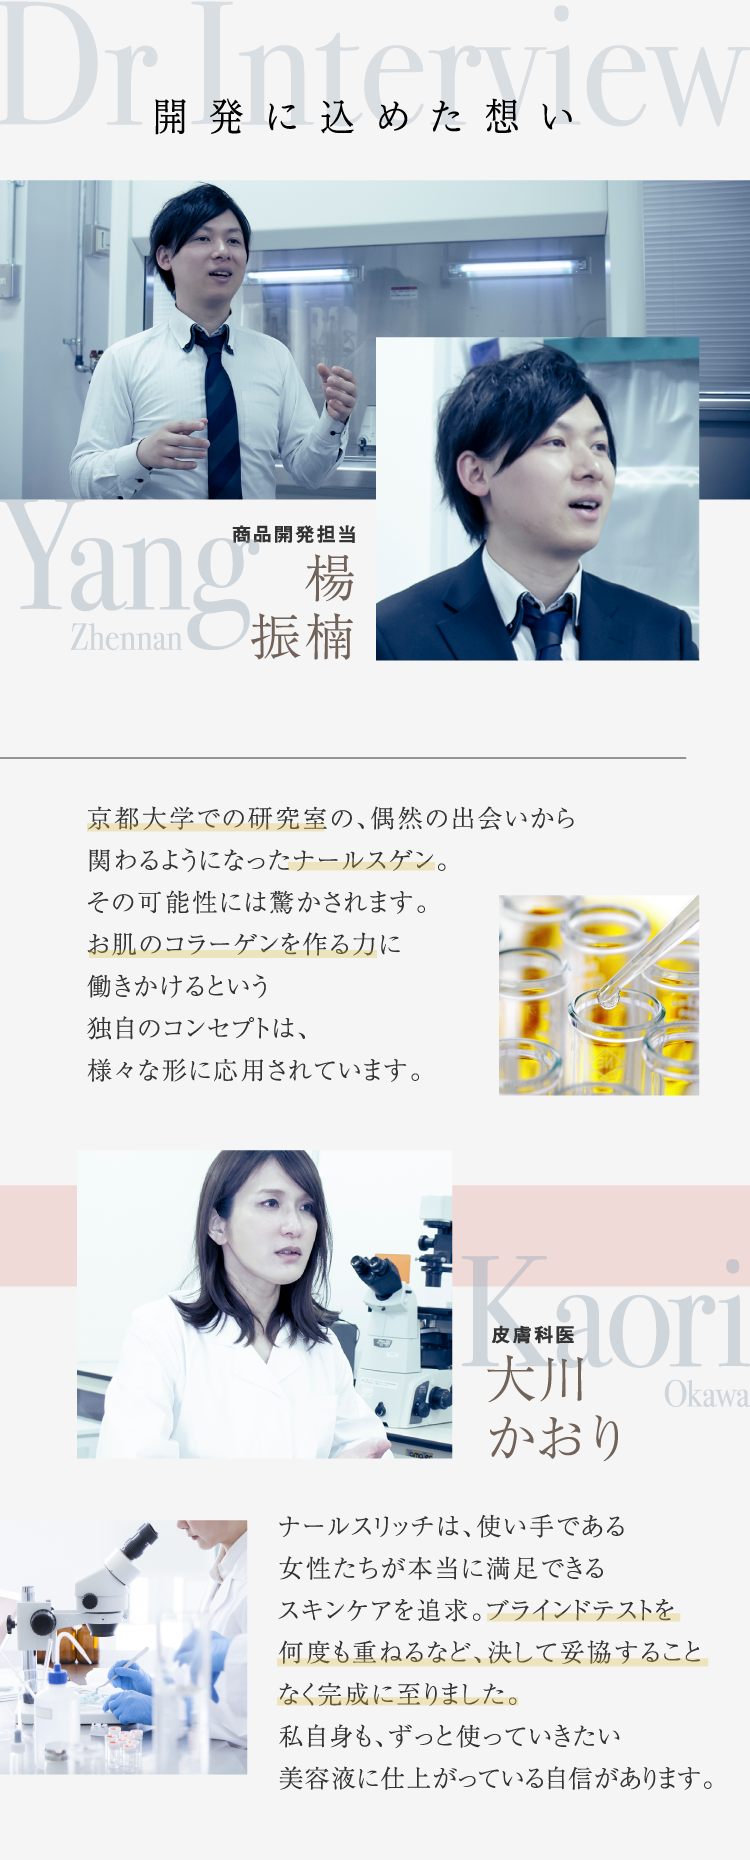 Dr Interview
開発に込めた想い
商品開発担当
楊
振楠
Yang
Zhennan
京都大学での研究室の、偶然の出会いから
関わるようになったナールスゲン。
その可能性には驚かされます。
お肌のコラーゲンを作る力に
働きかけるという
独自のコンセプトは、
様々な形に応用されています。
Kaori
Okawa
皮膚科医
大川
かおり
ナールスリッチは、使い手である
女性たちが本当に満足できる
スキンケアを追求。ブラインドテストを
何度も重ねるなど、決して妥協すること
なく完成に至りました。
私自身も、ずっと使っていきたい
美容液に仕上がっている自信があります。